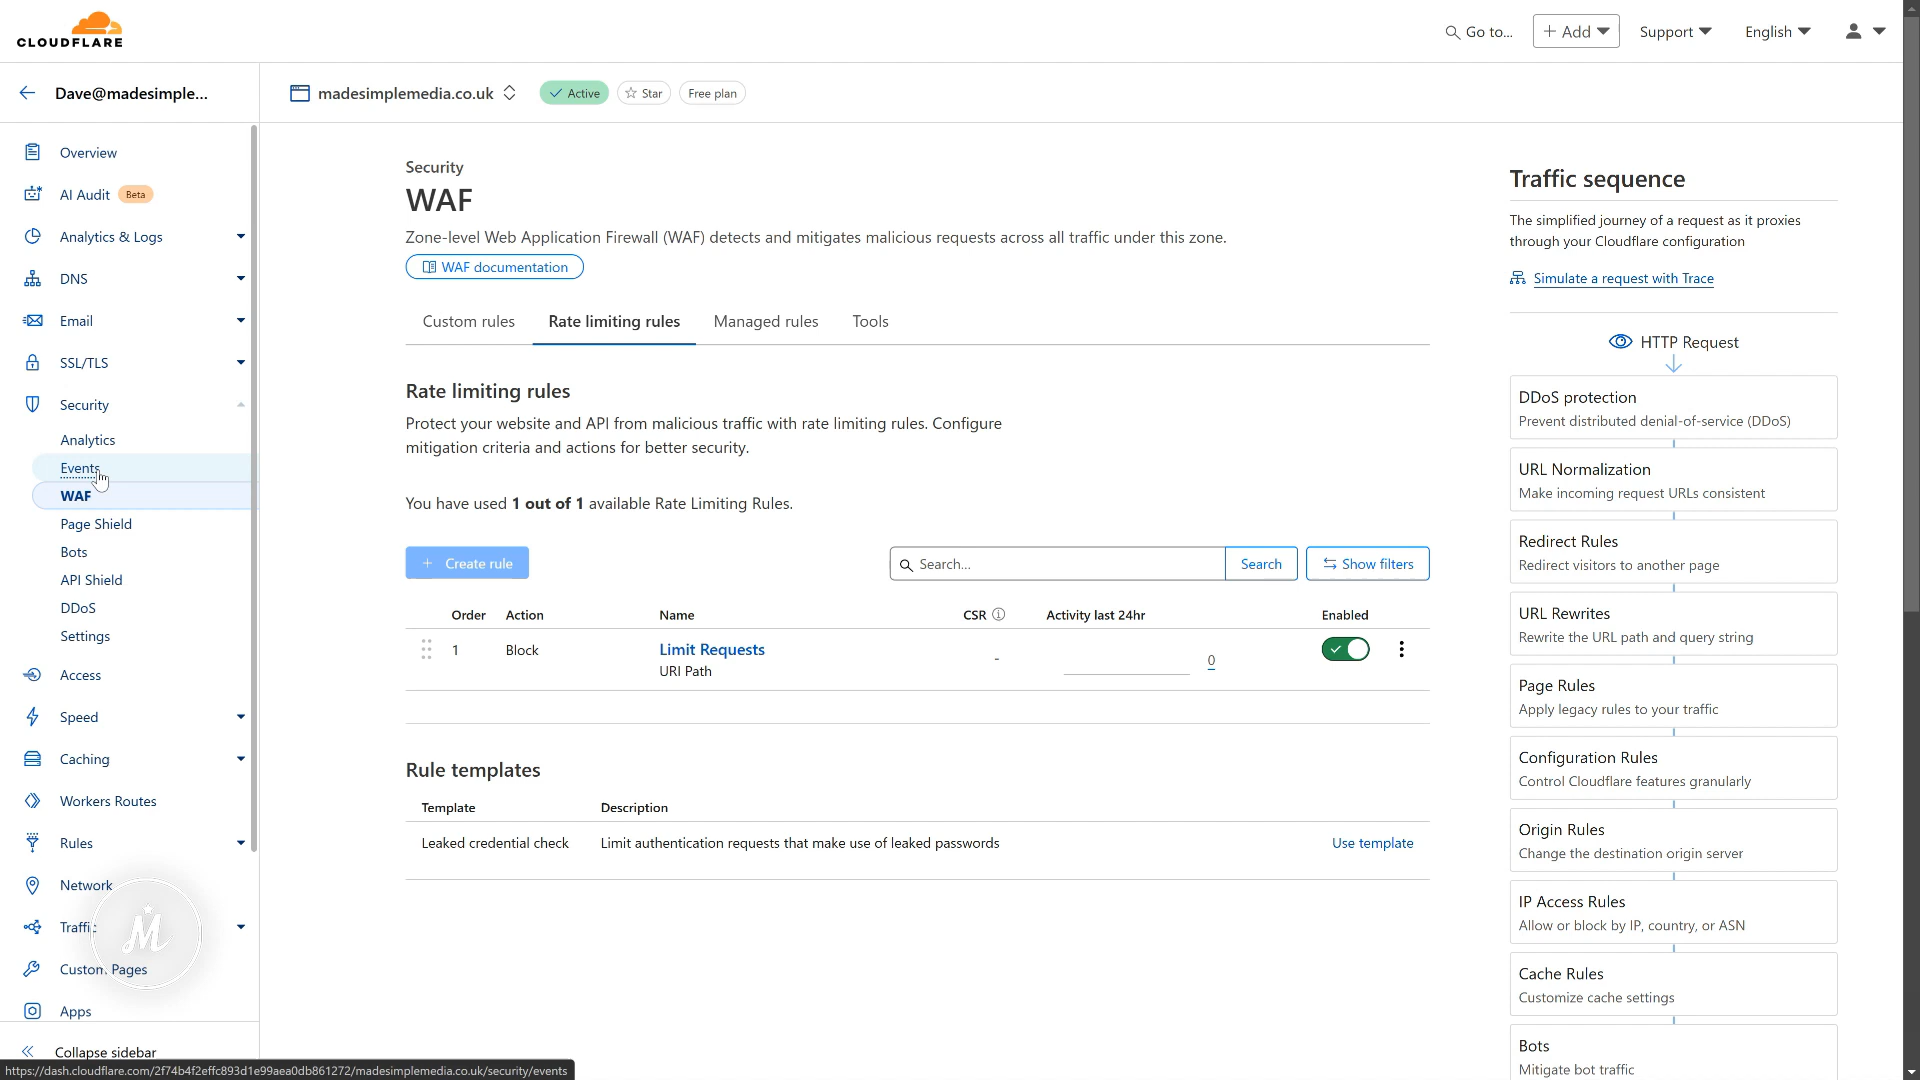 CLOUDFLARE
Go to...
+ Add
Support
English
Dave@madesimple...
madesimplemedia.co.uk
Active
Star
Free plan
Overview
AI Audit Beta
Analytics & Logs
DNS
Email
SSL/TLS
Security
Analytics
Events
WAF
Page Shield
Bots
API Shield
DDoS
Settings
Access
Speed
Caching
Workers Routes
Rules
Network
Traffic
Custom Pages
Apps
Collapse sidebar
https://dash.cloudflare.com/2f74b4f2effc893d1e99aea0db861272/madesimplemedia.co.uk/security/events
M
Security
WAF
Zone-level Web Application Firewall (WAF) detects and mitigates malicious requests across all traffic under this zone.
WAF documentation
Custom rules Rate limiting rules Managed rules Tools
Rate limiting rules
Protect your website and API from malicious traffic with rate limiting rules. Configure
mitigation criteria and actions for better security.
You have used 1 out of 1 available Rate Limiting Rules.
+ Create rule
Search...
Search
Show filters
Order Action Name CSR Activity last 24hr Enabled
1 Block Limit Requests - 0
URI Path
Rule templates
Template Description
Leaked credential check Limit authentication requests that make use of leaked passwords Use template
Traffic sequence
The simplified journey of a request as it proxies
through your Cloudflare configuration
Simulate a request with Trace
HTTP Request
DDoS protection
Prevent distributed denial-of-service (DDoS)
URL Normalization
Make incoming request URLs consistent
Redirect Rules
Redirect visitors to another page
URL Rewrites
Rewrite the URL path and query string
Page Rules
Apply legacy rules to your traffic
Configuration Rules
Control Cloudflare features granularly
Origin Rules
Change the destination origin server
IP Access Rules
Allow or block by IP, country, or ASN
Cache Rules
Customize cache settings
Bots
Mitigate bot traffic